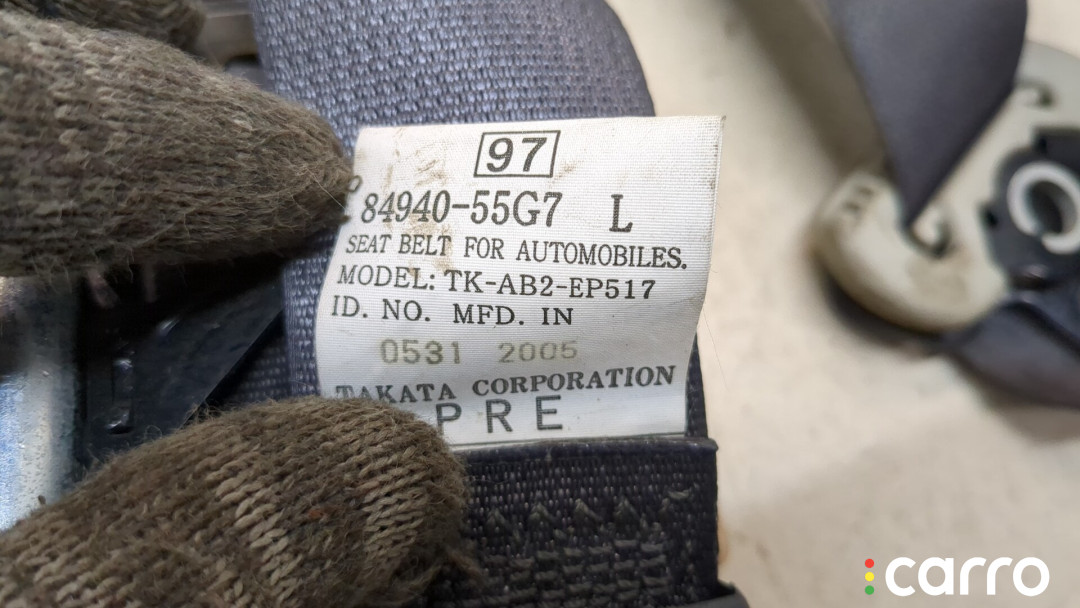 97
84940-55G7 L
SEAT BELT FOR AUTOMOBILES.
MODEL: TK-AB2-EP517
ID. NO. MFD. IN
0531 2005
TAKATA CORPORATION
PRE
carro